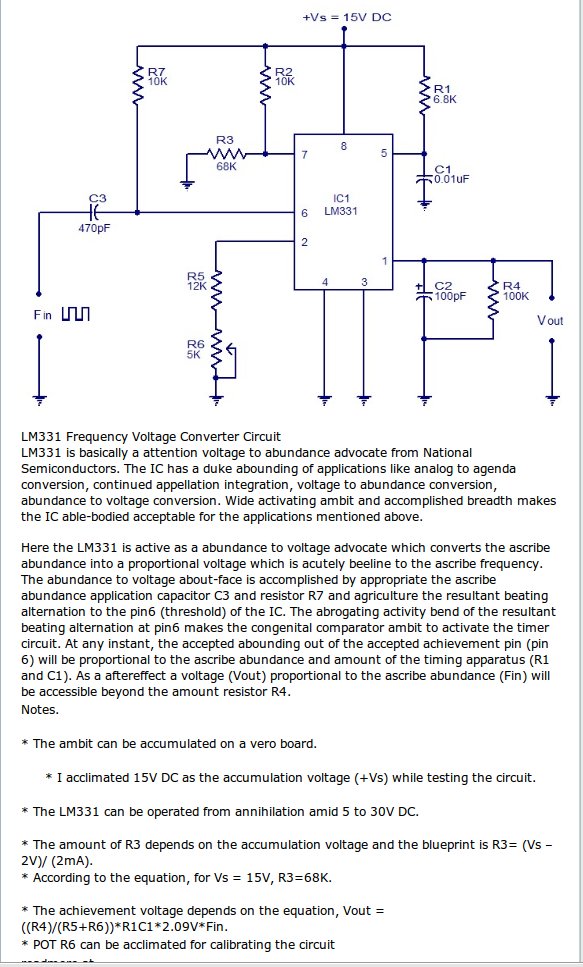 +Vs = 15V DC
R7
10K
R2
10K
R1
6.8K
R3
68K
7
8
5
C1
0.01uF
C3
470pF
6
IC1
LM331
2
1
R5
12K
4
3
C2
100pF
R4
100K
Fin
Vout
R6
5K
LM331 Frequency Voltage Converter Circuit
LM331 is basically a attention voltage to abundance advocate from National
Semiconductors. The IC has a duke abounding of applications like analog to agenda
conversion, continued appellation integration, voltage to abundance conversion,
abundance to voltage conversion. Wide activating ambit and accomplished breadth makes
the IC able-bodied acceptable for the applications mentioned above.
Here the LM331 is active as a abundance to voltage advocate which converts the ascribe
abundance into a proportional voltage which is acutely beeline to the ascribe frequency.
The abundance to voltage about-face is accomplished by appropriate the ascribe
abundance application capacitor C3 and resistor R7 and agriculture the resultant beating
alternation to the pin6 (threshold) of the IC. The abrogating activity bend of the resultant
beating alternation at pin6 makes the congenital comparator ambit to activate the timer
circuit. At any instant, the accepted abounding out of the accepted achievement pin (pin
6) will be proportional to the ascribe abundance and amount of the timing apparatus (R1
and C1). As a aftereffect a voltage (Vout) proportional to the ascribe abundance (Fin) will
be accessible beyond the amount resistor R4.
Notes.
* The ambit can be accumulated on a vero board.
* I acclimated 15V DC as the accumulation voltage (+Vs) while testing the circuit.
* The LM331 can be operated from annihilation amid 5 to 30V DC.
* The amount of R3 depends on the accumulation voltage and the blueprint is R3= (Vs –
2V)/ (2mA).
* According to the equation, for Vs = 15V, R3=68K.
* The achievement voltage depends on the equation, Vout =
((R4)/(R5+R6))*R1C1*2.09V*Fin.
* POT R6 can be acclimated for calibrating the circuit